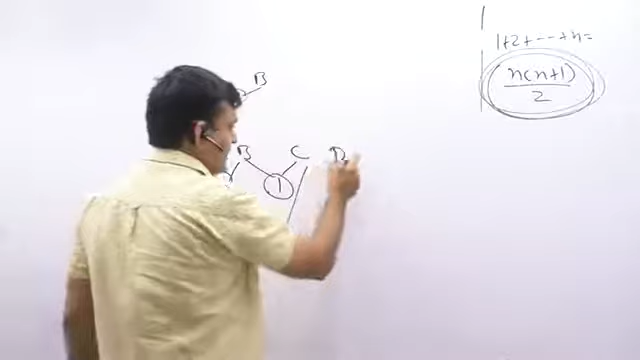 1+2+---+n=
n(n+1)
2
B
B C B
1